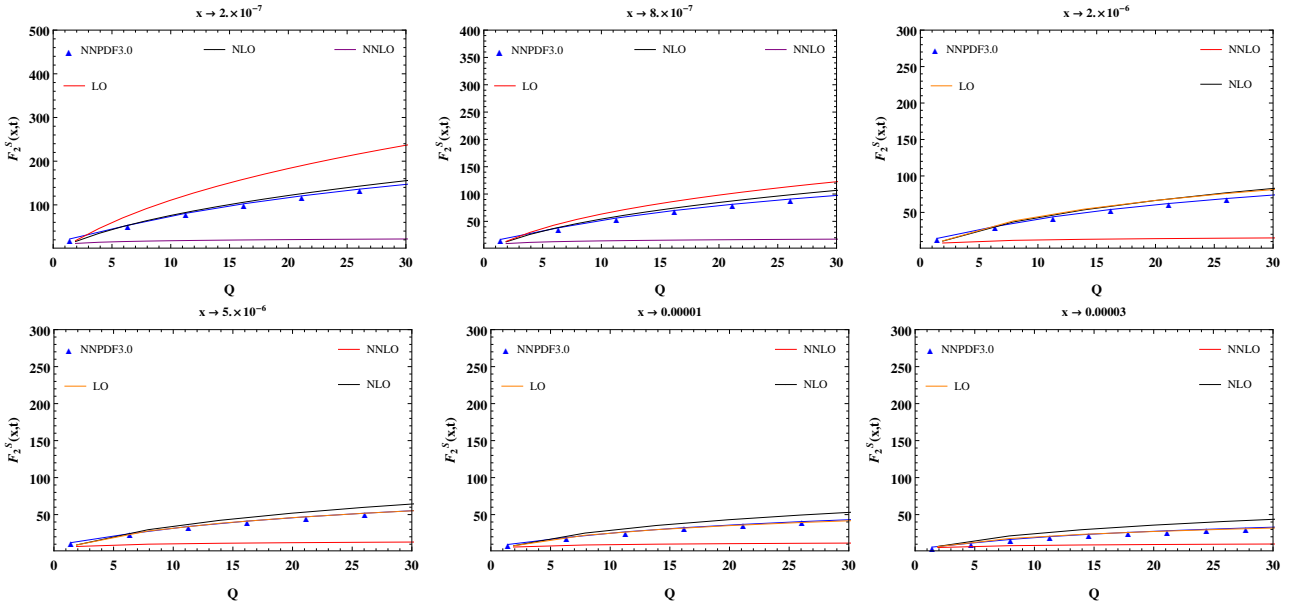 x → 2.×10⁻⁷
500
400
300
200
100
F₂ˢ(x,t)
NNPDF3.0
NLO
NNLO
LO
0 5 10 15 20 25 30
Q
x → 8.×10⁻⁷
400
350
300
250
200
150
100
50
F₂ˢ(x,t)
NNPDF3.0
NLO
NNLO
LO
0 5 10 15 20 25 30
Q
x → 2.×10⁻⁶
300
250
200
150
100
50
F₂ˢ(x,t)
NNPDF3.0
NNLO
LO
NLO
0 5 10 15 20 25 30
Q
x → 5.×10⁻⁶
300
250
200
150
100
50
F₂ˢ(x,t)
NNPDF3.0
NNLO
LO
NLO
0 5 10 15 20 25 30
Q
x → 0.00001
300
250
200
150
100
50
F₂ˢ(x,t)
NNPDF3.0
NNLO
LO
NLO
0 5 10 15 20 25 30
Q
x → 0.00003
300
250
200
150
100
50
F₂ˢ(x,t)
NNPDF3.0
NNLO
LO
NLO
0 5 10 15 20 25 30
Q